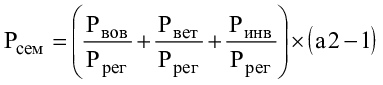 Рсем = (Рвов/Ррег + Рвет/Ррег + Ринв/Ррег) × (а2 − 1)